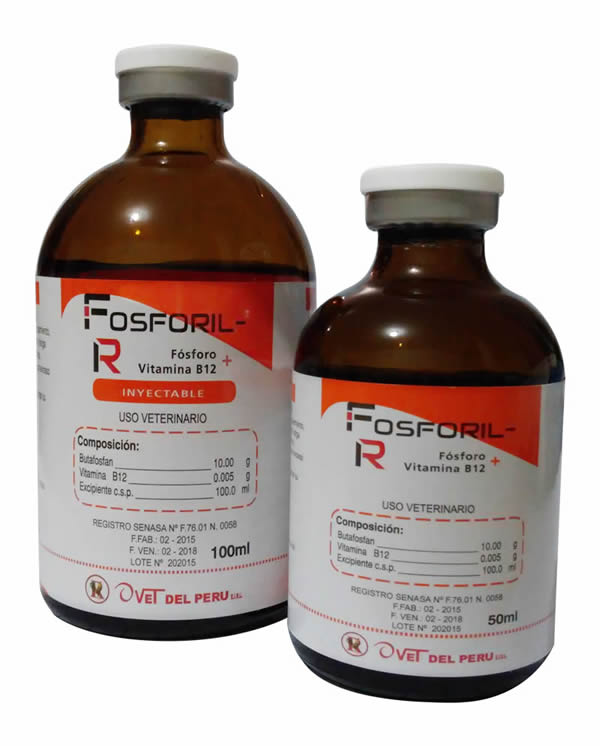 FOSFORIL-
R
Fósforo +
Vitamina B12
INYECTABLE
USO VETERINARIO
Composición:
Butafosfan 10.00 g
Vitamina B12 0.005 g
Excipiente c.s.p. 100.0 ml
REGISTRO SENASA Nº F.76.01 N. 0058
F.FAB.: 02 - 2015
F. VEN.: 02 - 2018
LOTE Nº 202015
100ml
R OVET DEL PERU E.I.R.L.
FOSFORIL-
R
Fósforo +
Vitamina B12
USO VETERINARIO
Composición:
Butafosfan 10.00 g
Vitamina B12 0.005 g
Excipiente c.s.p. 100.0 ml
REGISTRO SENASA Nº F.76.01 N. 0058
F.FAB.: 02 - 2015
F. VEN.: 02 - 2018
LOTE Nº 202015
50ml
R OVET DEL PERU E.I.R.L.